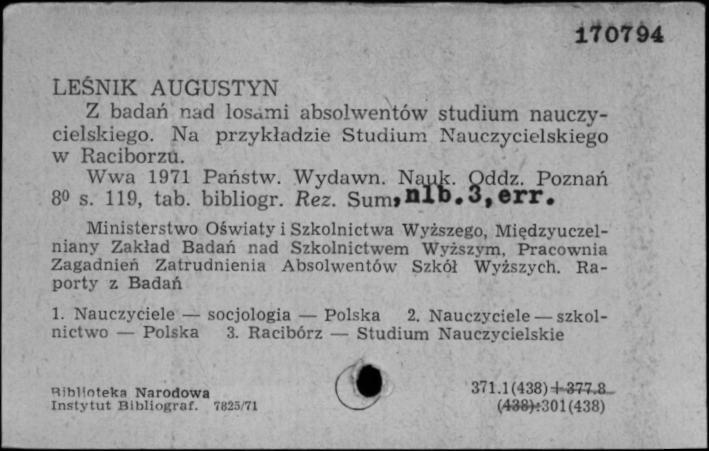 170794
LEŚNIK AUGUSTYN
Z badań nad losami absolwentów studium nauczy-
cielskiego. Na przykładzie Studium Nauczycielskiego
w Raciborzu.
Wwa 1971 Państw. Wydawn. Nauk. Oddz. Poznań
8⁰ s. 119, tab. bibliogr. Rez. Sum, nlb.3, err.
Ministerstwo Oświaty i Szkolnictwa Wyższego, Międzyuczel-
niany Zakład Badań nad Szkolnictwem Wyższym, Pracownia
Zagadnień Zatrudnienia Absolwentów Szkół Wyższych. Ra-
porty z Badań
1. Nauczyciele — socjologia — Polska 2. Nauczyciele — szkol-
nictwo — Polska 3. Racibórz — Studium Nauczycielskie
Biblioteka Narodowa 371.1(438)+377.8
Instytut Bibliograf. 7825/71 (438):301(438)